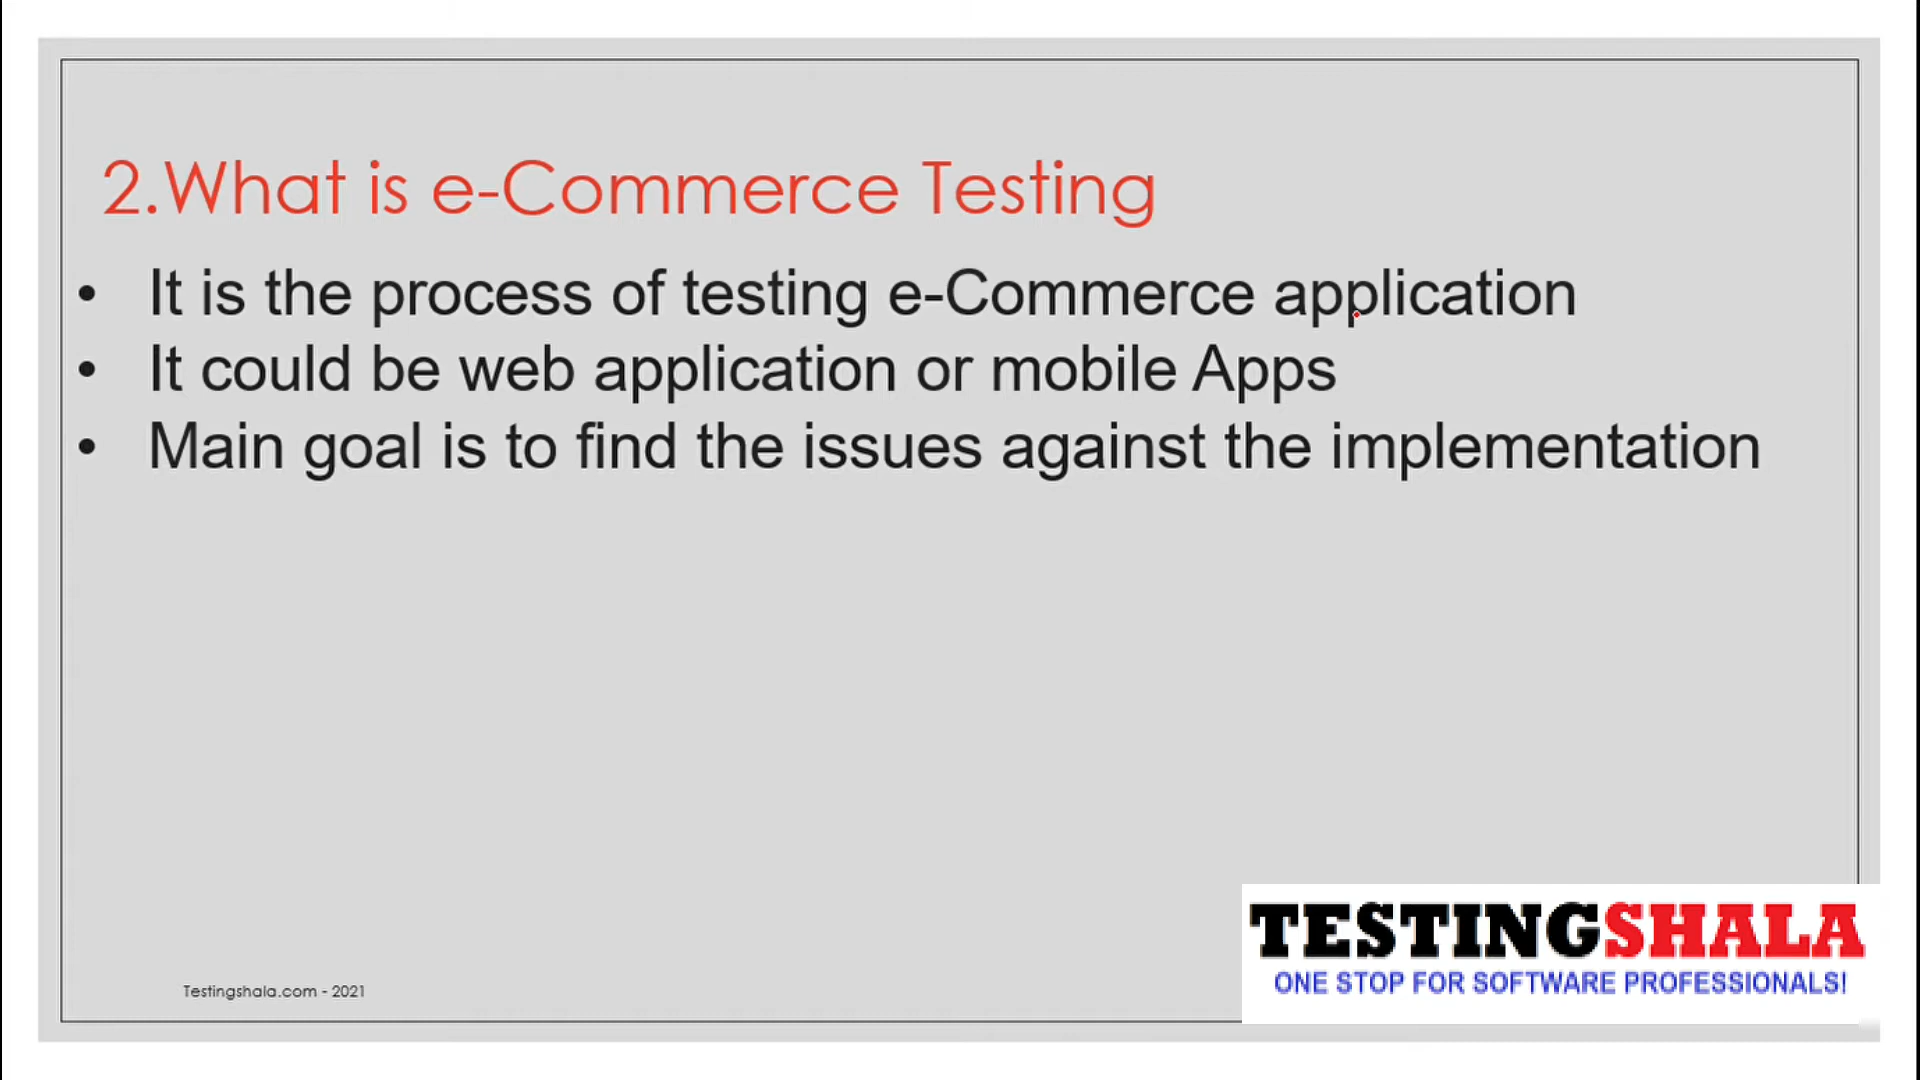 2.What is e-Commerce Testing
• It is the process of testing e-Commerce application
• It could be web application or mobile Apps
• Main goal is to find the issues against the implementation
TESTINGSHALA
ONE STOP FOR SOFTWARE PROFESSIONALS!
Testingshala.com - 2021